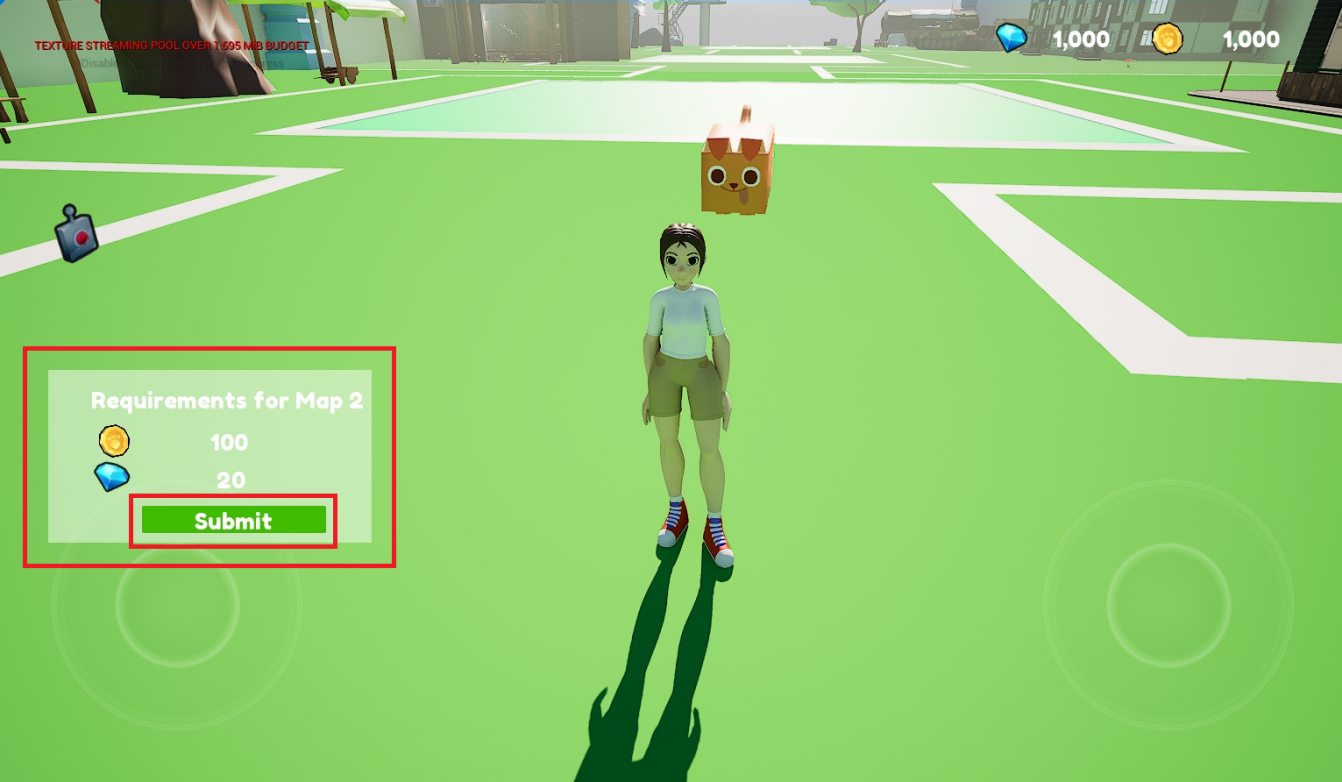 TEXTURE STREAMING POOL OVER 1.695 MiB BUDGET
1,000
1,000
Requirements for Map 2
100
20
Submit